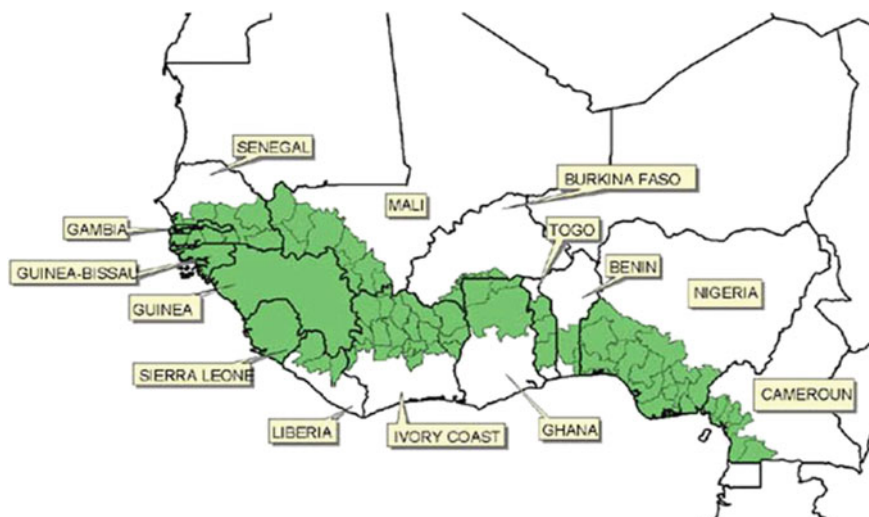 SENEGAL
BURKINA FASO
MALI
GAMBIA
TOGO
BENIN
GUINEA-BISSAU
NIGERIA
GUINEA
SIERRA LEONE
CAMEROUN
LIBERIA
IVORY COAST
GHANA